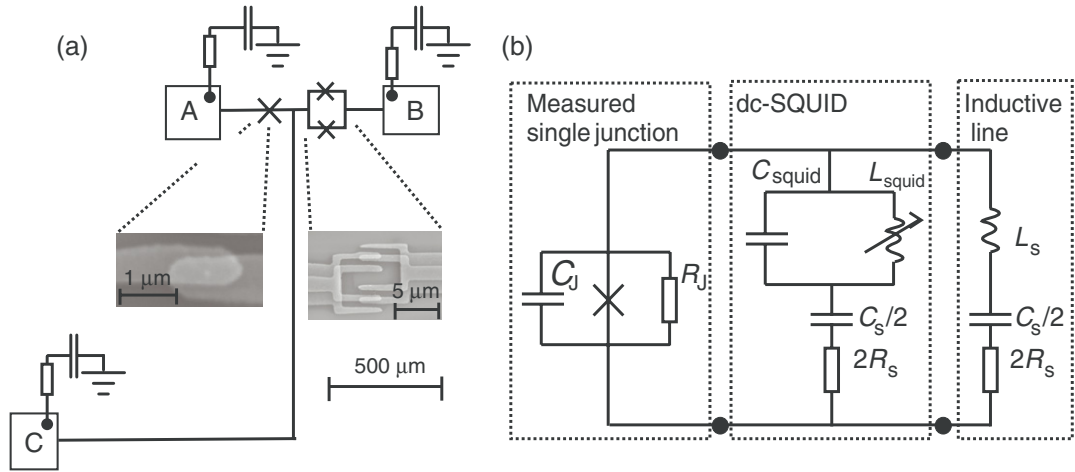 (a)
A
B
1 μm
5 μm
500 μm
C
(b)
Measured
single junction
dc-SQUID
Inductive
line
C_squid
L_squid
C_J
R_J
L_s
C_s/2
C_s/2
2R_s
2R_s